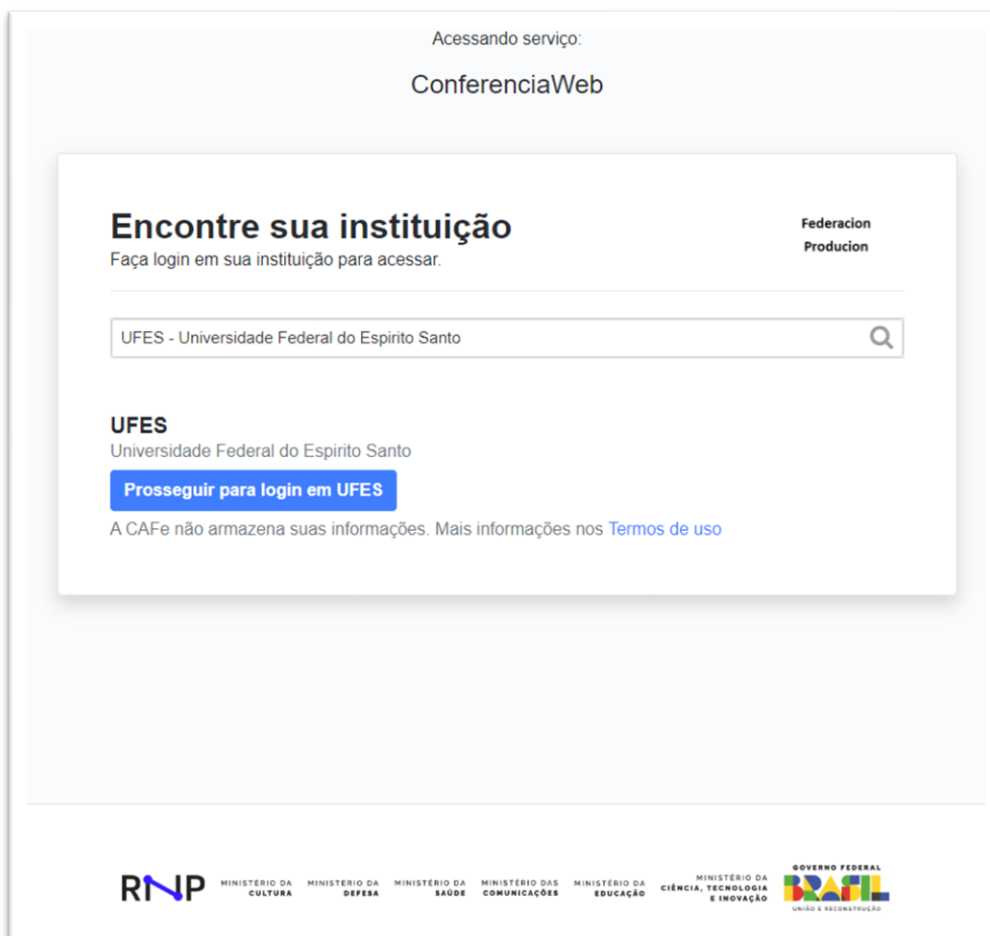 Acessando serviço:
ConferenciaWeb
Encontre sua instituição
Faça login em sua instituição para acessar.
Federacion
Producion
UFES - Universidade Federal do Espirito Santo
UFES
Universidade Federal do Espirito Santo
Prosseguir para login em UFES
A CAFe não armazena suas informações. Mais informações nos Termos de uso
RNP
MINISTÉRIO DA
CULTURA
MINISTÉRIO DA
DEFESA
MINISTÉRIO DA
SAÚDE
MINISTÉRIO DAS
COMUNICAÇÕES
MINISTÉRIO DA
EDUCAÇÃO
MINISTÉRIO DA
CIÊNCIA, TECNOLOGIA
E INOVAÇÃO
GOVERNO FEDERAL
BRASIL
UNIÃO E RECONSTRUÇÃO